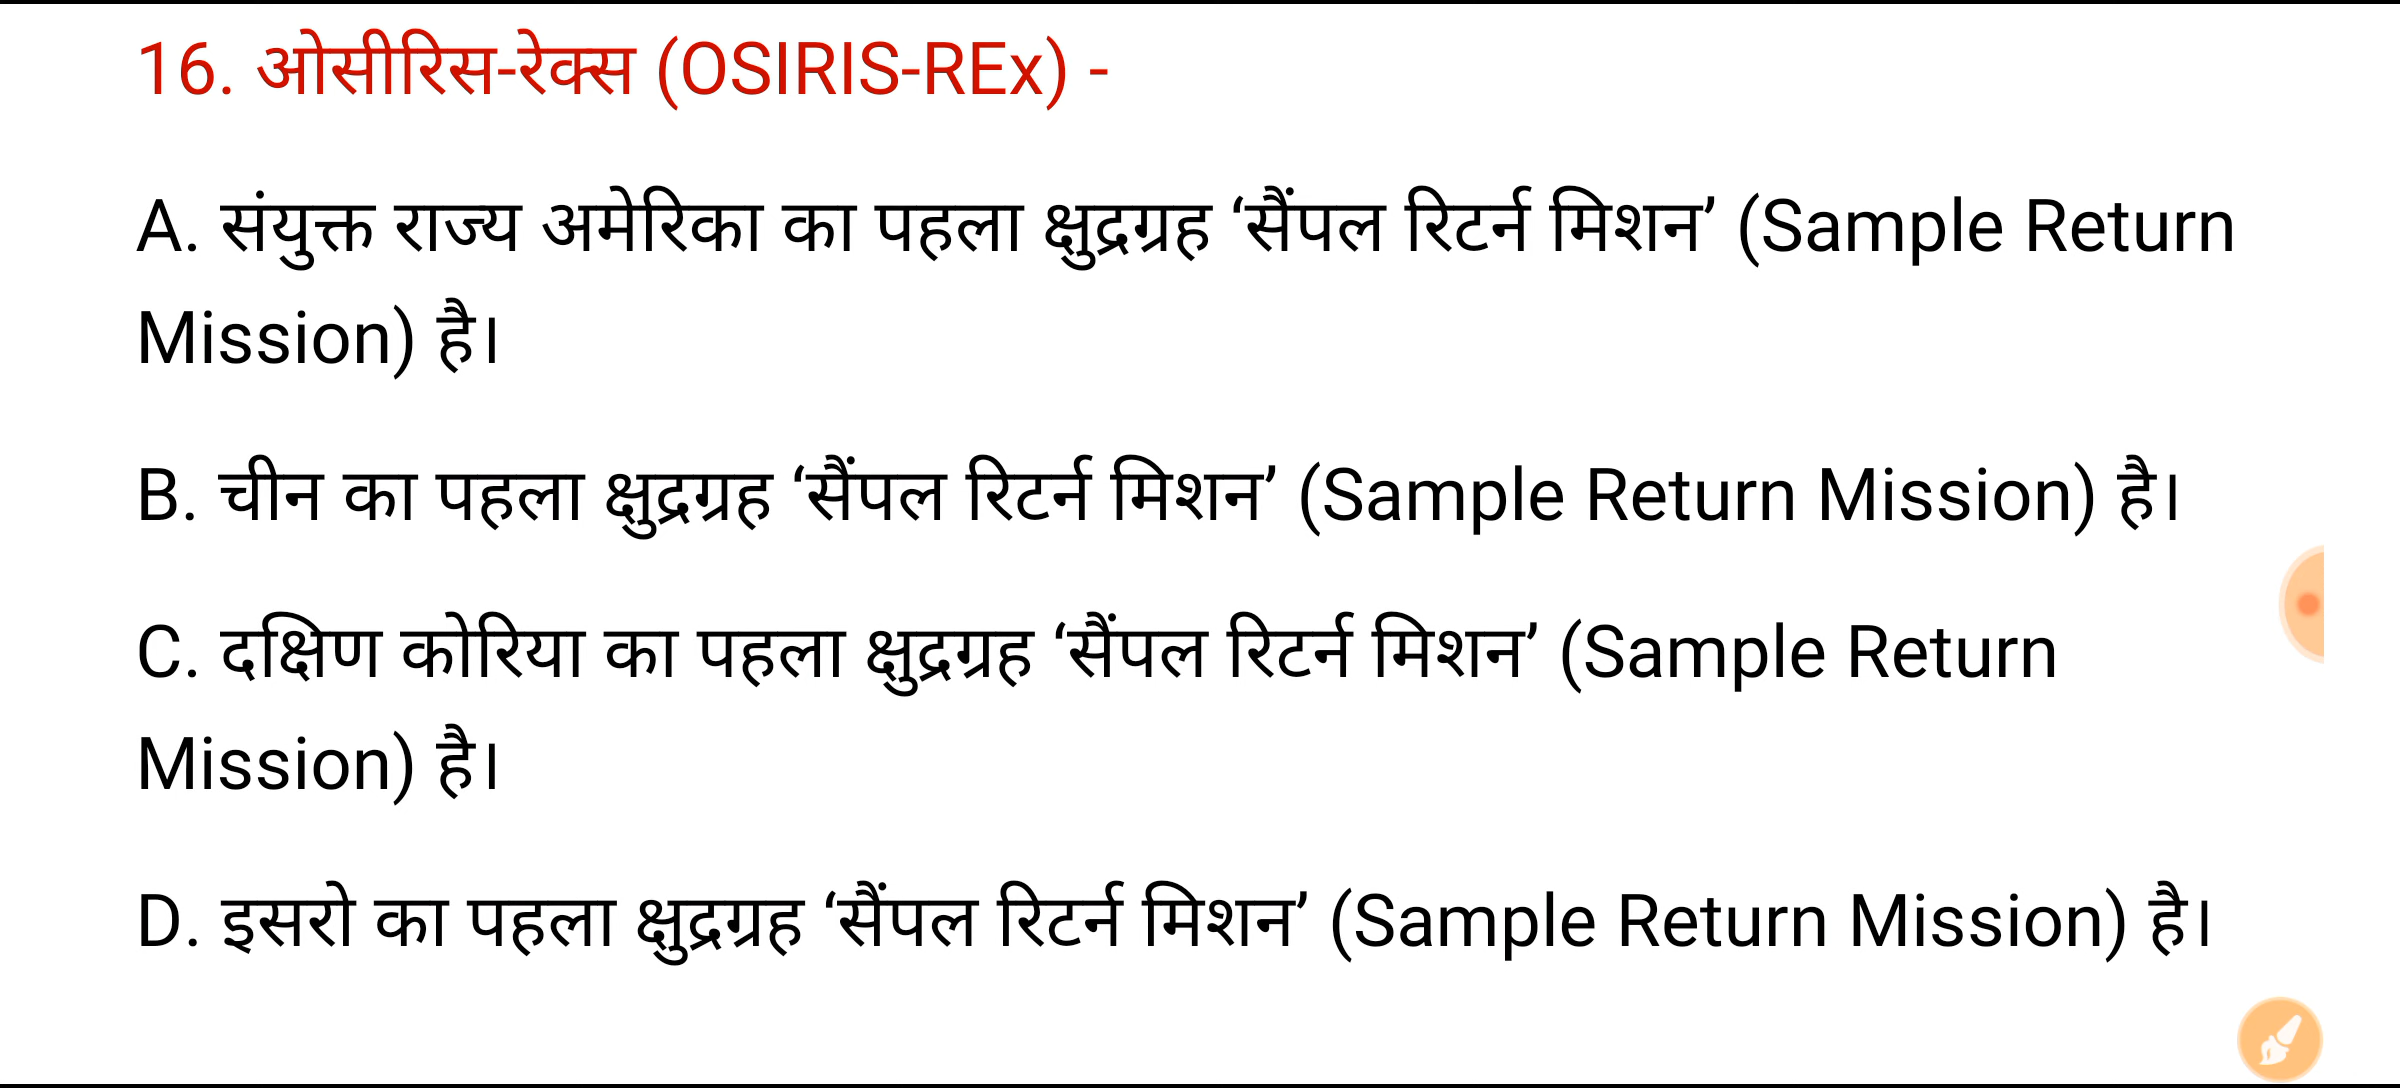 16. ओसीरिस-रेक्स (OSIRIS-REx) -
A. संयुक्त राज्य अमेरिका का पहला क्षुद्रग्रह ‘सैंपल रिटर्न मिशन’ (Sample Return
Mission) है।
B. चीन का पहला क्षुद्रग्रह ‘सैंपल रिटर्न मिशन’ (Sample Return Mission) है।
C. दक्षिण कोरिया का पहला क्षुद्रग्रह ‘सैंपल रिटर्न मिशन’ (Sample Return
Mission) है।
D. इसरो का पहला क्षुद्रग्रह ‘सैंपल रिटर्न मिशन’ (Sample Return Mission) है।